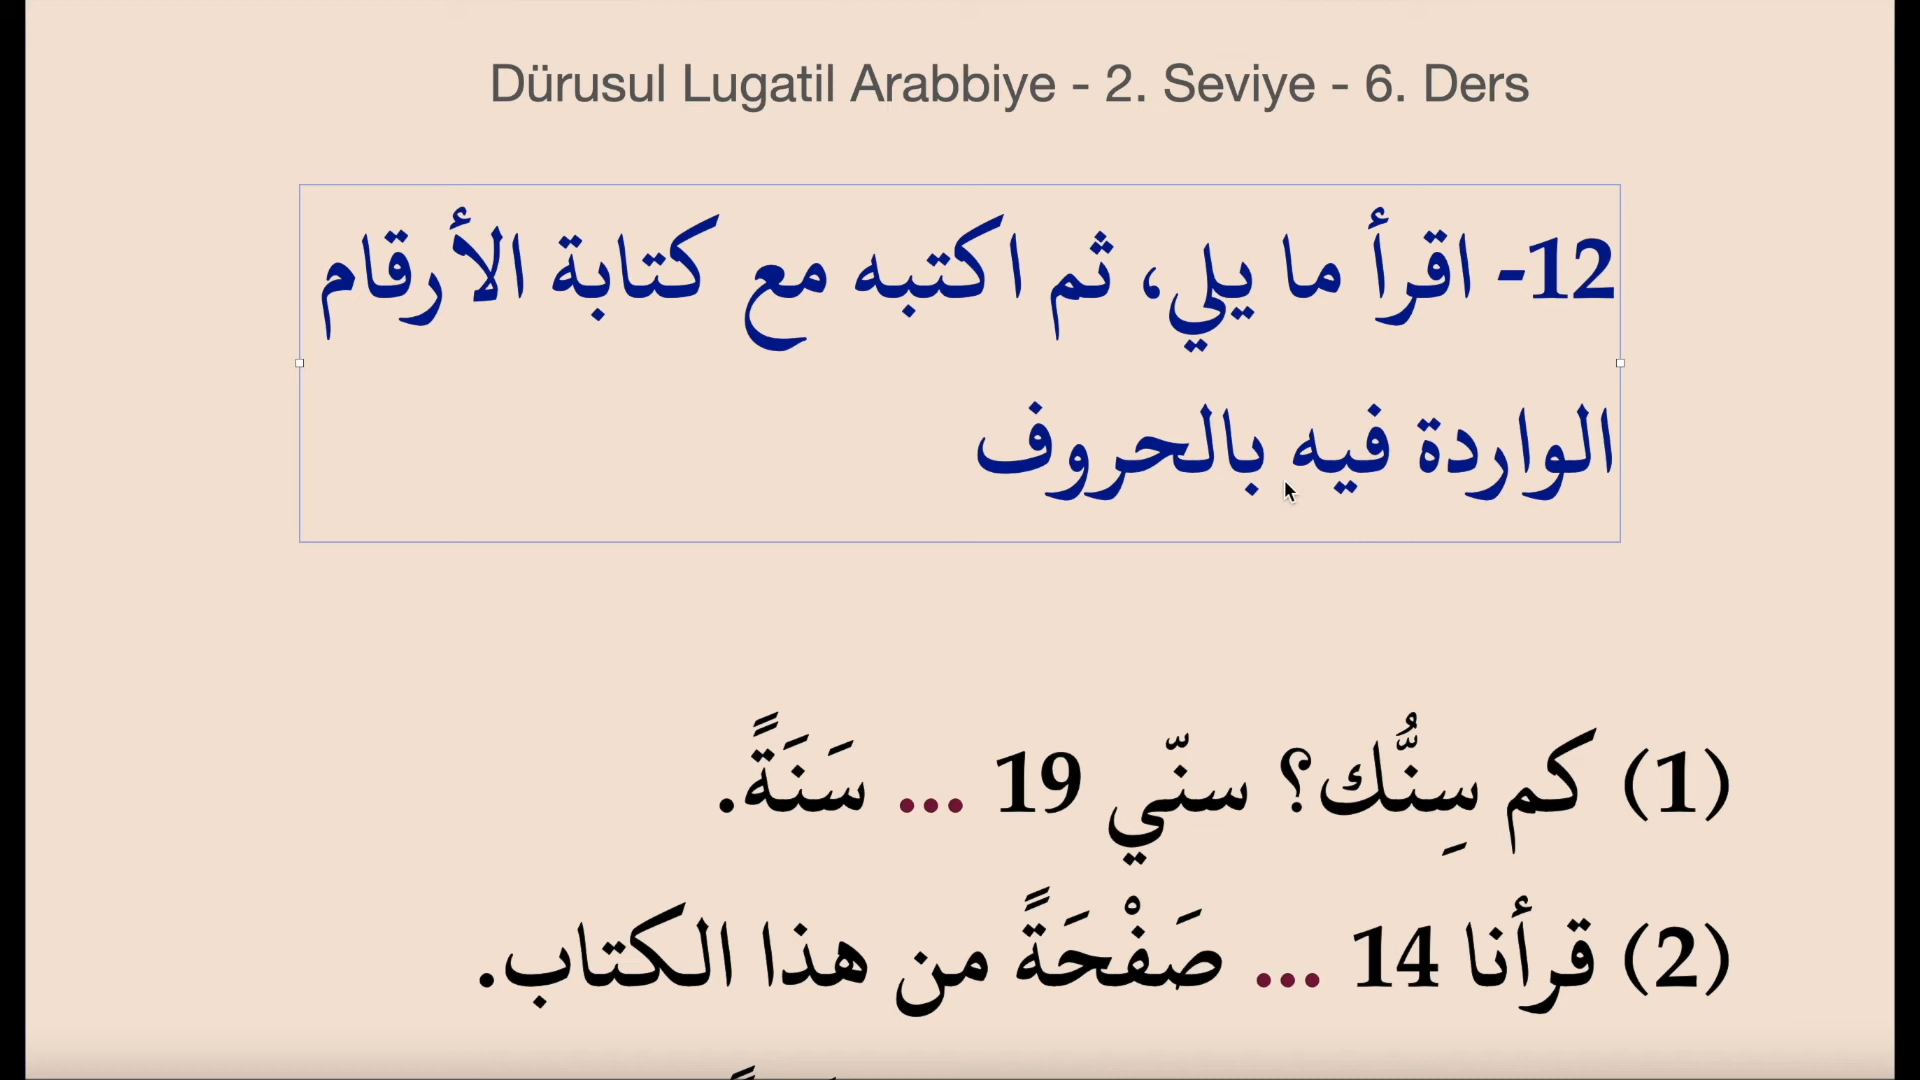 Dürusul Lugatil Arabbiye - 2. Seviye - 6. Ders
12- اقرأ ما يلي، ثم اكتبه مع كتابة الأرقام
الواردة فيه بالحروف
(1) كم سِنُّك؟ سنّي 19 ... سَنَةً.
(2) قرأنا 14 ... صَفْحَةً من هذا الكتاب.